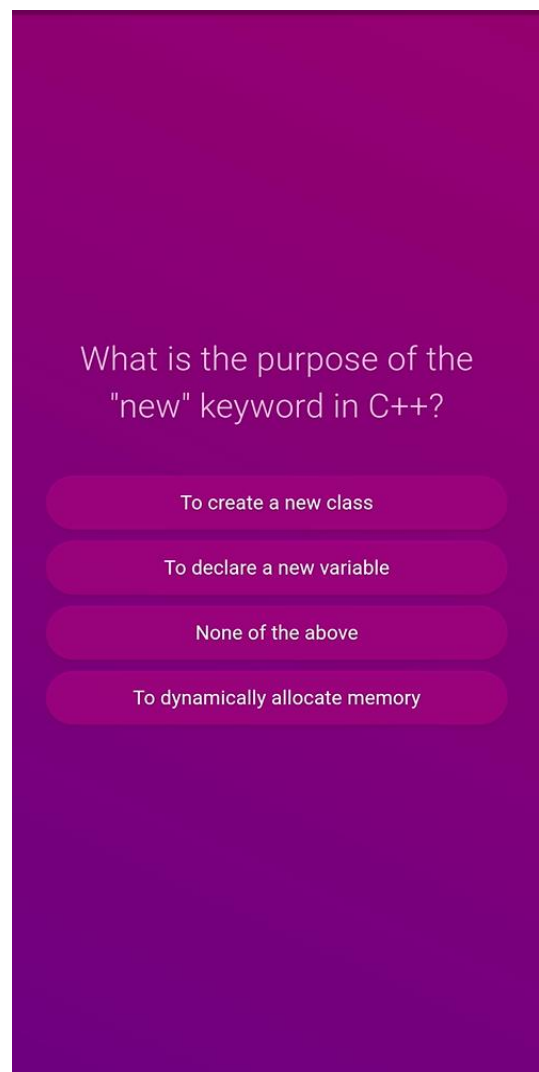 What is the purpose of the
"new" keyword in C++?
To create a new class
To declare a new variable
None of the above
To dynamically allocate memory